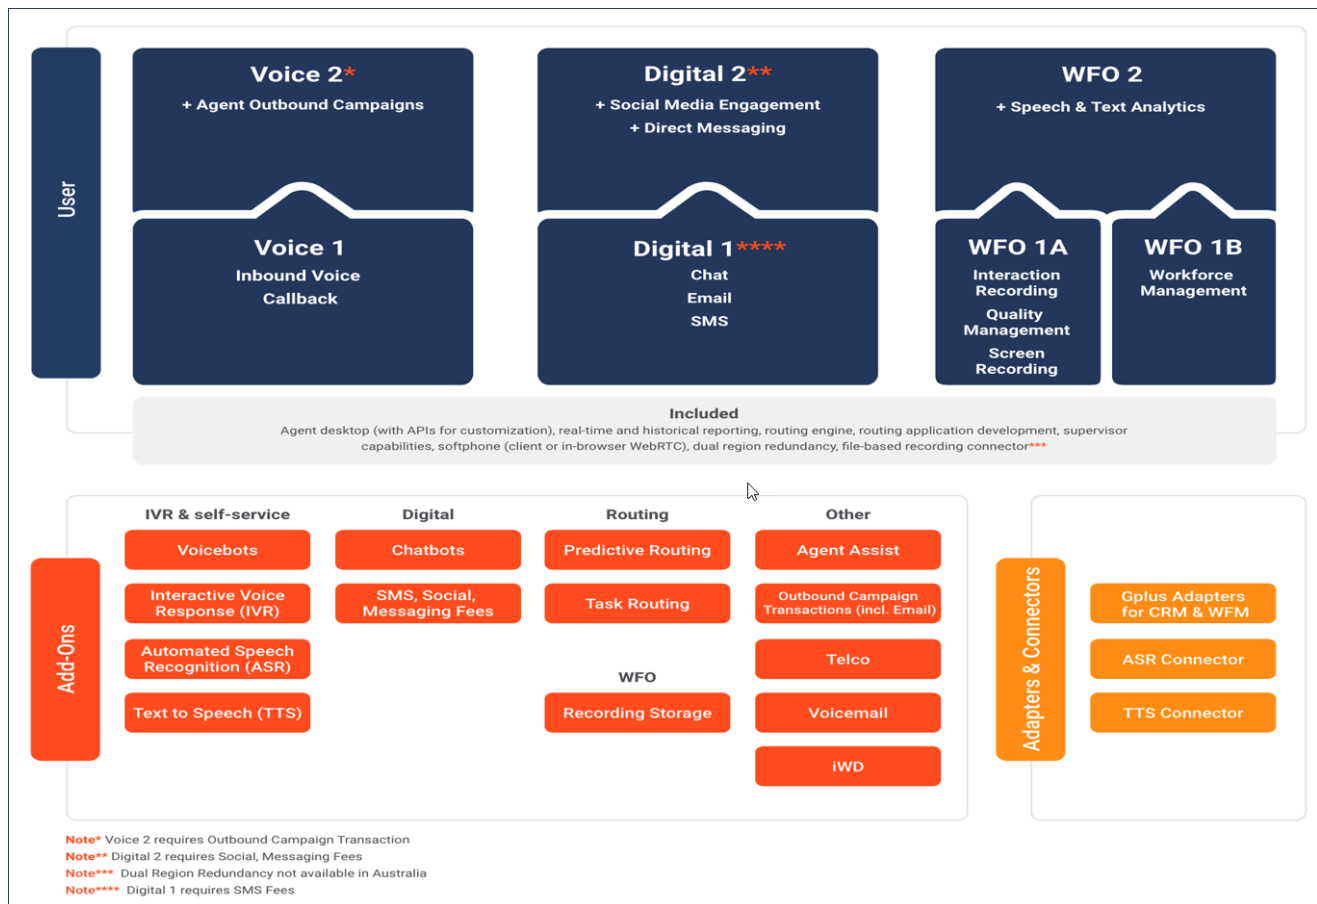 User
Voice 2*
+ Agent Outbound Campaigns
Voice 1
Inbound Voice
Callback
Digital 2**
+ Social Media Engagement
+ Direct Messaging
Digital 1****
Chat
Email
SMS
WFO 2
+ Speech & Text Analytics
WFO 1A
Interaction
Recording
Quality
Management
Screen
Recording
WFO 1B
Workforce
Management
Included
Agent desktop (with APIs for customization), real-time and historical reporting, routing engine, routing application development, supervisor
capabilities, softphone (client or in-browser WebRTC), dual region redundancy, file-based recording connector***
Add-Ons
IVR & self-service
Voicebots
Interactive Voice
Response (IVR)
Automated Speech
Recognition (ASR)
Text to Speech (TTS)
Digital
Chatbots
SMS, Social,
Messaging Fees
Routing
Predictive Routing
Task Routing
WFO
Recording Storage
Other
Agent Assist
Outbound Campaign
Transactions (incl. Email)
Telco
Voicemail
iWD
Adapters & Connectors
Gplus Adapters
for CRM & WFM
ASR Connector
TTS Connector
Note* Voice 2 requires Outbound Campaign Transaction
Note** Digital 2 requires Social, Messaging Fees
Note*** Dual Region Redundancy not available in Australia
Note**** Digital 1 requires SMS Fees